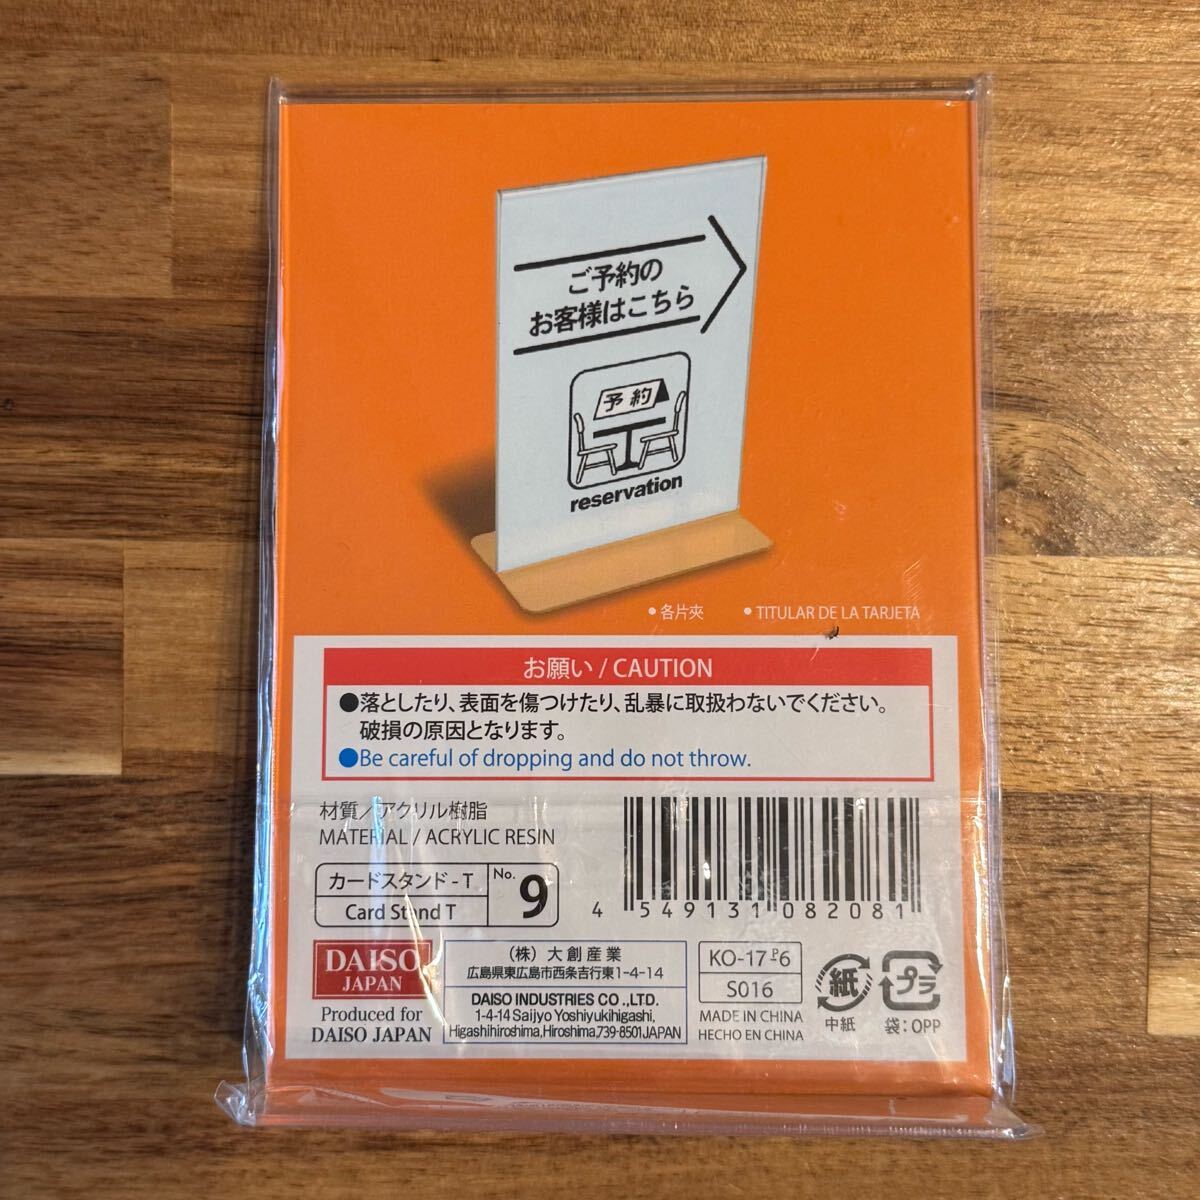 ご予約の
お客様はこちら
予約
reservation
• 各片夾 • TITULAR DE LA TARJETA
お願い / CAUTION
●落としたり、表面を傷つけたり、乱暴に取扱わないでください。
破損の原因となります。
●Be careful of dropping and do not throw.
材質／アクリル樹脂
MATERIAL / ACRYLIC RESIN
カードスタンド - T
Card Stand T
No. 9
4 549131 082081
DAISO
JAPAN
Produced for
DAISO JAPAN
（株）大創産業
広島県東広島市西条吉行東1-4-14
DAISO INDUSTRIES CO .,LTD.
1-4-14 Saijyo Yoshiyukihigashi,
Higashihiroshima,Hiroshima,739-8501JAPAN
KO-17 P6
S016
MADE IN CHINA
HECHO EN CHINA
紙
中紙
プラ
袋：OPP